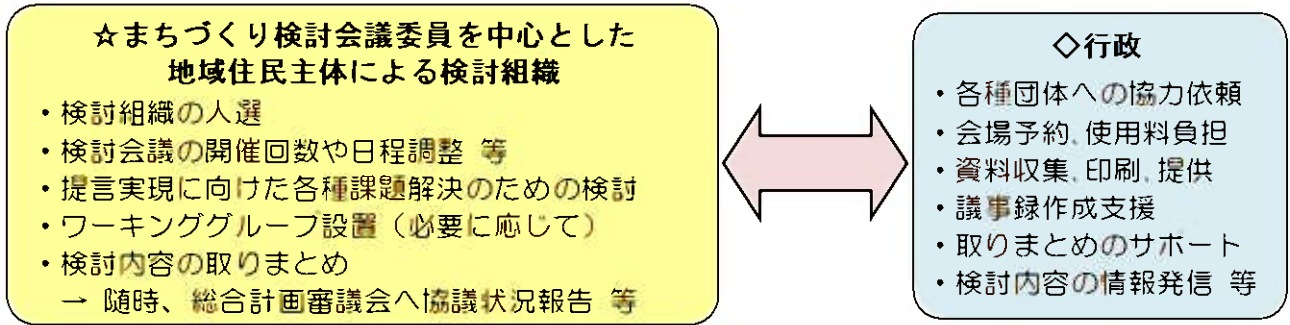 ☆まちづくり検討会議委員を中心とした
地域住民主体による検討組織
・検討組織の人選
・検討会議の開催回数や日程調整 等
・提言実現に向けた各種課題解決のための検討
・ワーキンググループ設置（必要に応じて）
・検討内容の取りまとめ
→ 随時、総合計画審議会へ協議状況報告 等
◇行政
・各種団体への協力依頼
・会場予約、使用料負担
・資料収集、印刷、提供
・議事録作成支援
・取りまとめのサポート
・検討内容の情報発信 等